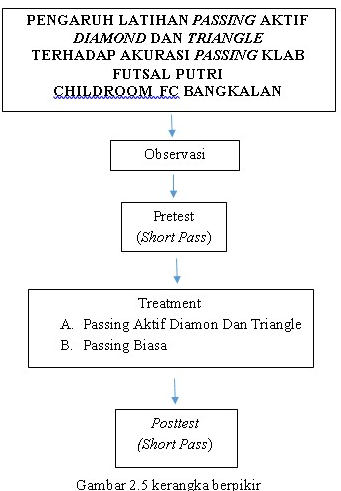 PENGARUH LATIHAN PASSING AKTIF
DIAMOND DAN TRIANGLE
TERHADAP AKURASI PASSING KLAB
FUTSAL PUTRI
CHILDROOM FC BANGKALAN
Observasi
Pretest
(Short Pass)
Treatment
A. Passing Aktif Diamon Dan Triangle
B. Passing Biasa
Posttest
(Short Pass)
Gambar 2.5 kerangka berpikir